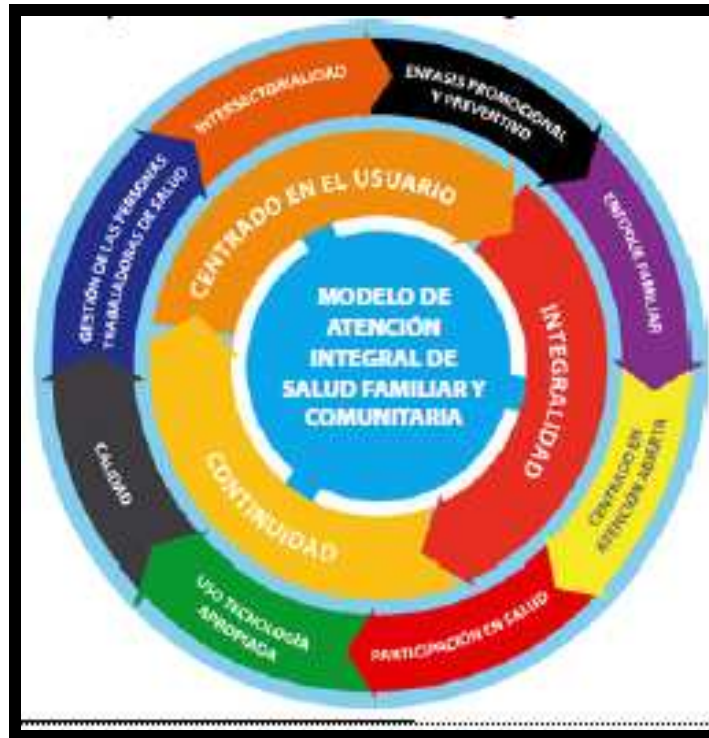 MODELO DE
ATENCIÓN
INTEGRAL DE
SALUD FAMILIAR Y
COMUNITARIA
CENTRADO EN EL USUARIO
INTEGRALIDAD
CONTINUIDAD
INTERSECTORIALIDAD
ENFASIS PROMOCIONAL
Y PREVENTIVO
ENFOQUE FAMILIAR
CENTRADO EN
ATENCIÓN ABIERTA
PARTICIPACIÓN EN SALUD
USO TECNOLOGÍA
APROPIADA
CALIDAD
GESTIÓN DE LAS PERSONAS
TRABAJADORAS DE SALUD